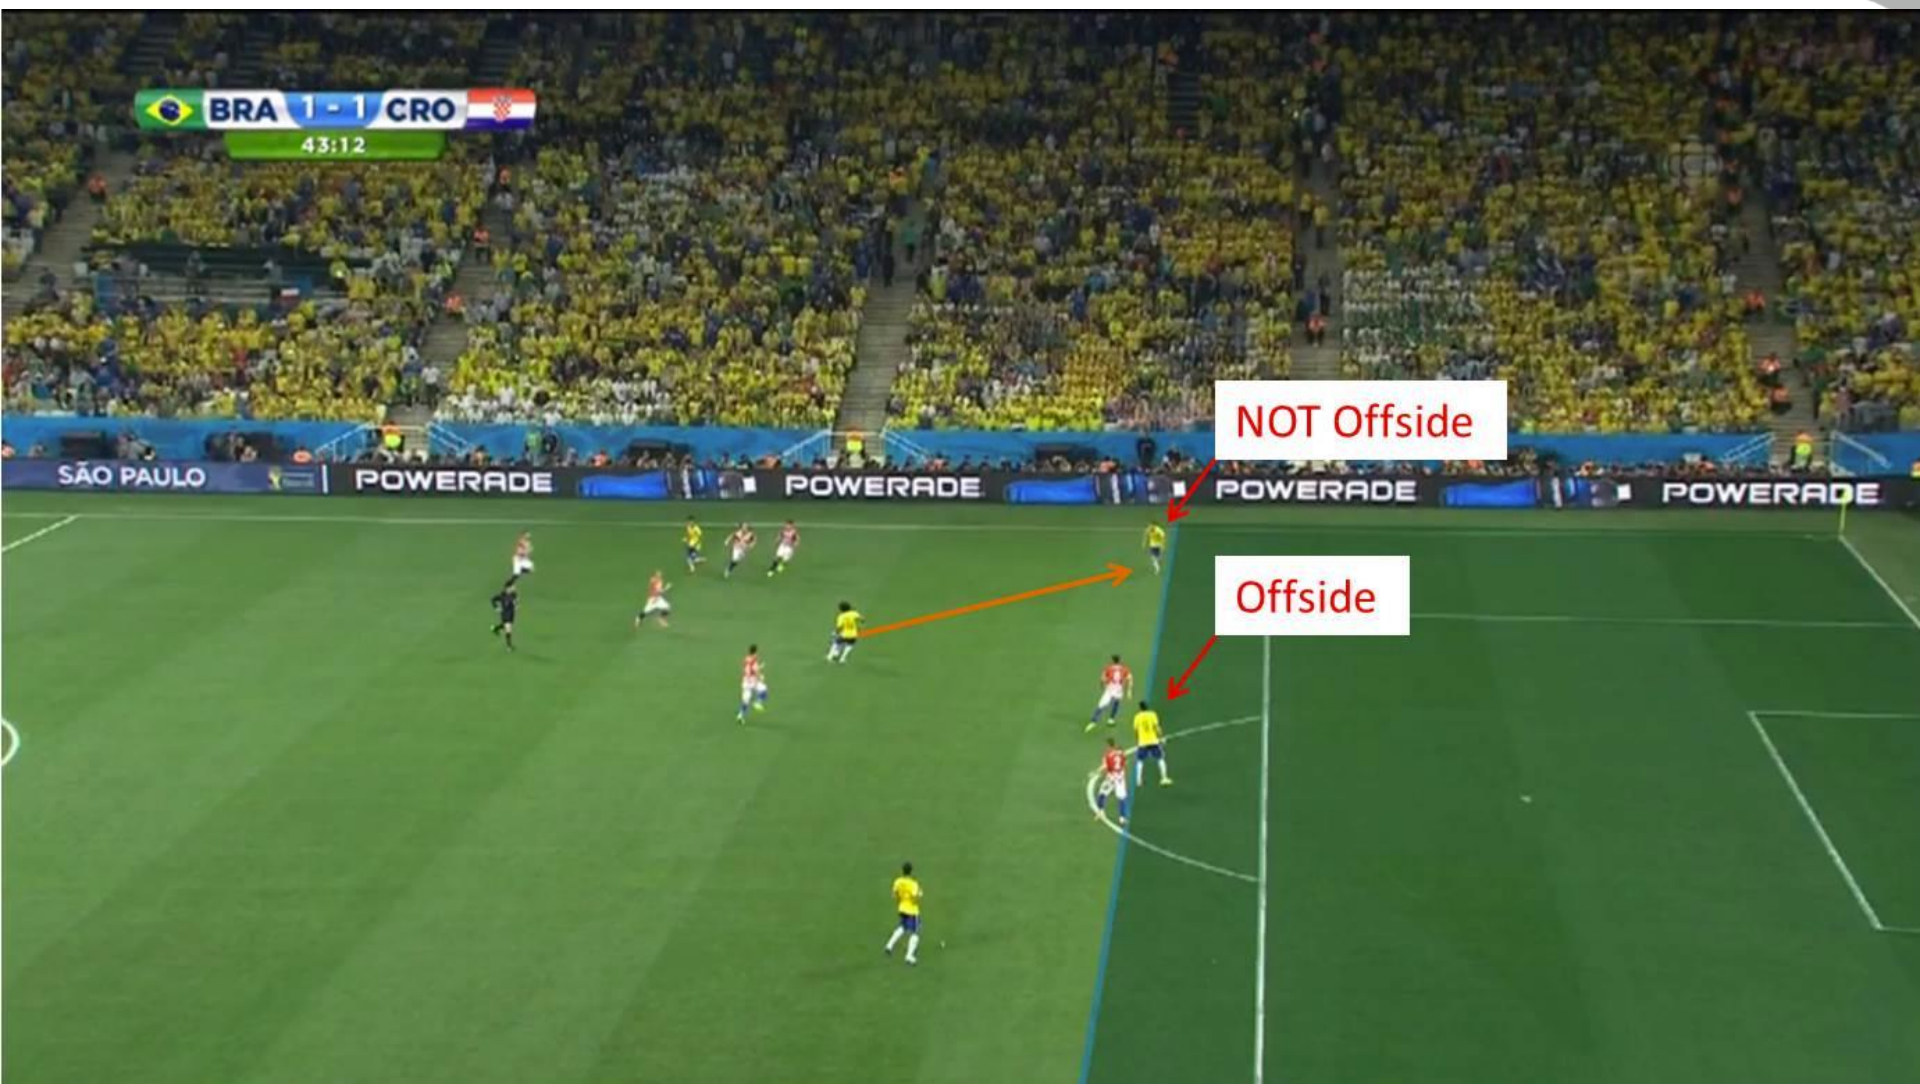 BRA 1 - 1 CRO
43:12
NOT Offside
SÃO PAULO POWERADE POWERADE POWERADE POWERADE
Offside